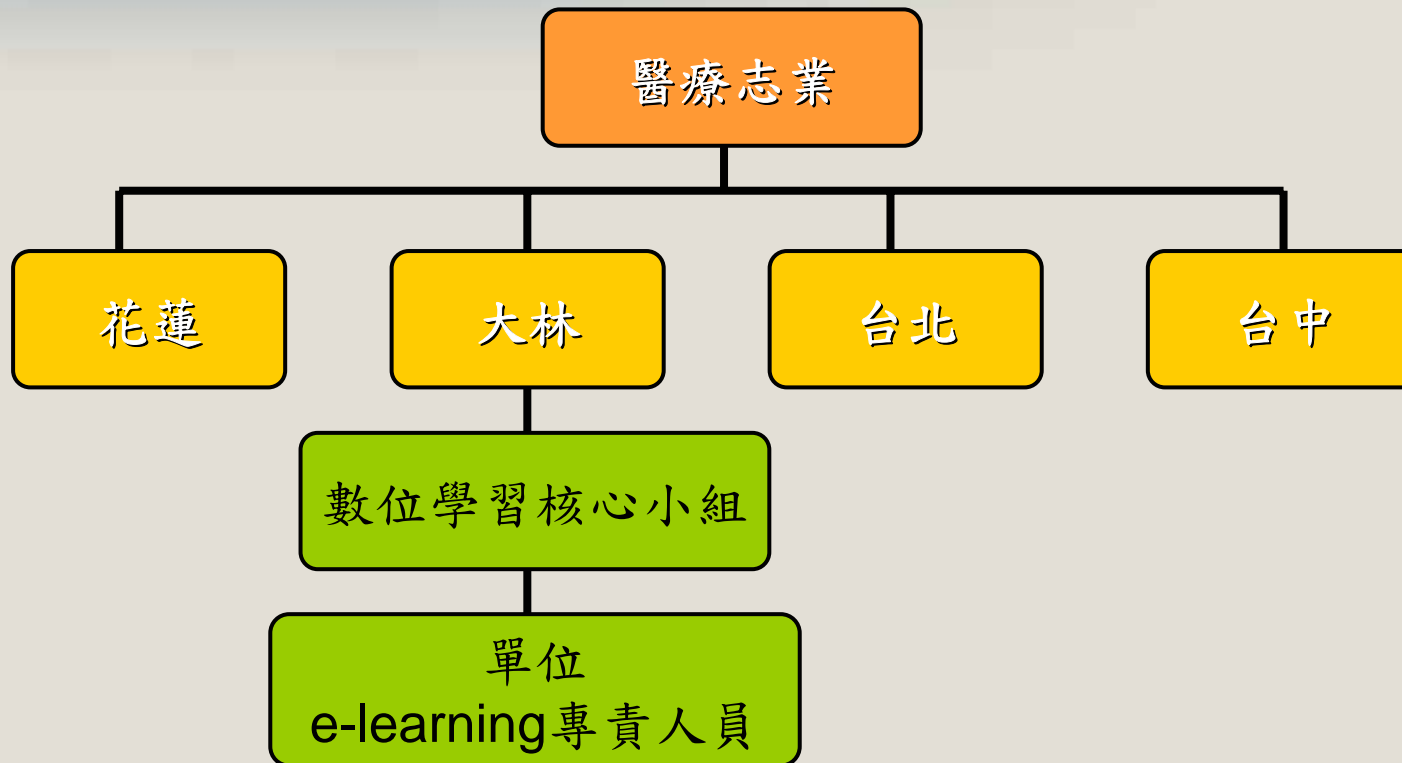 醫療志業
花蓮
大林
台北
台中
數位學習核心小組
單位
e-learning專責人員